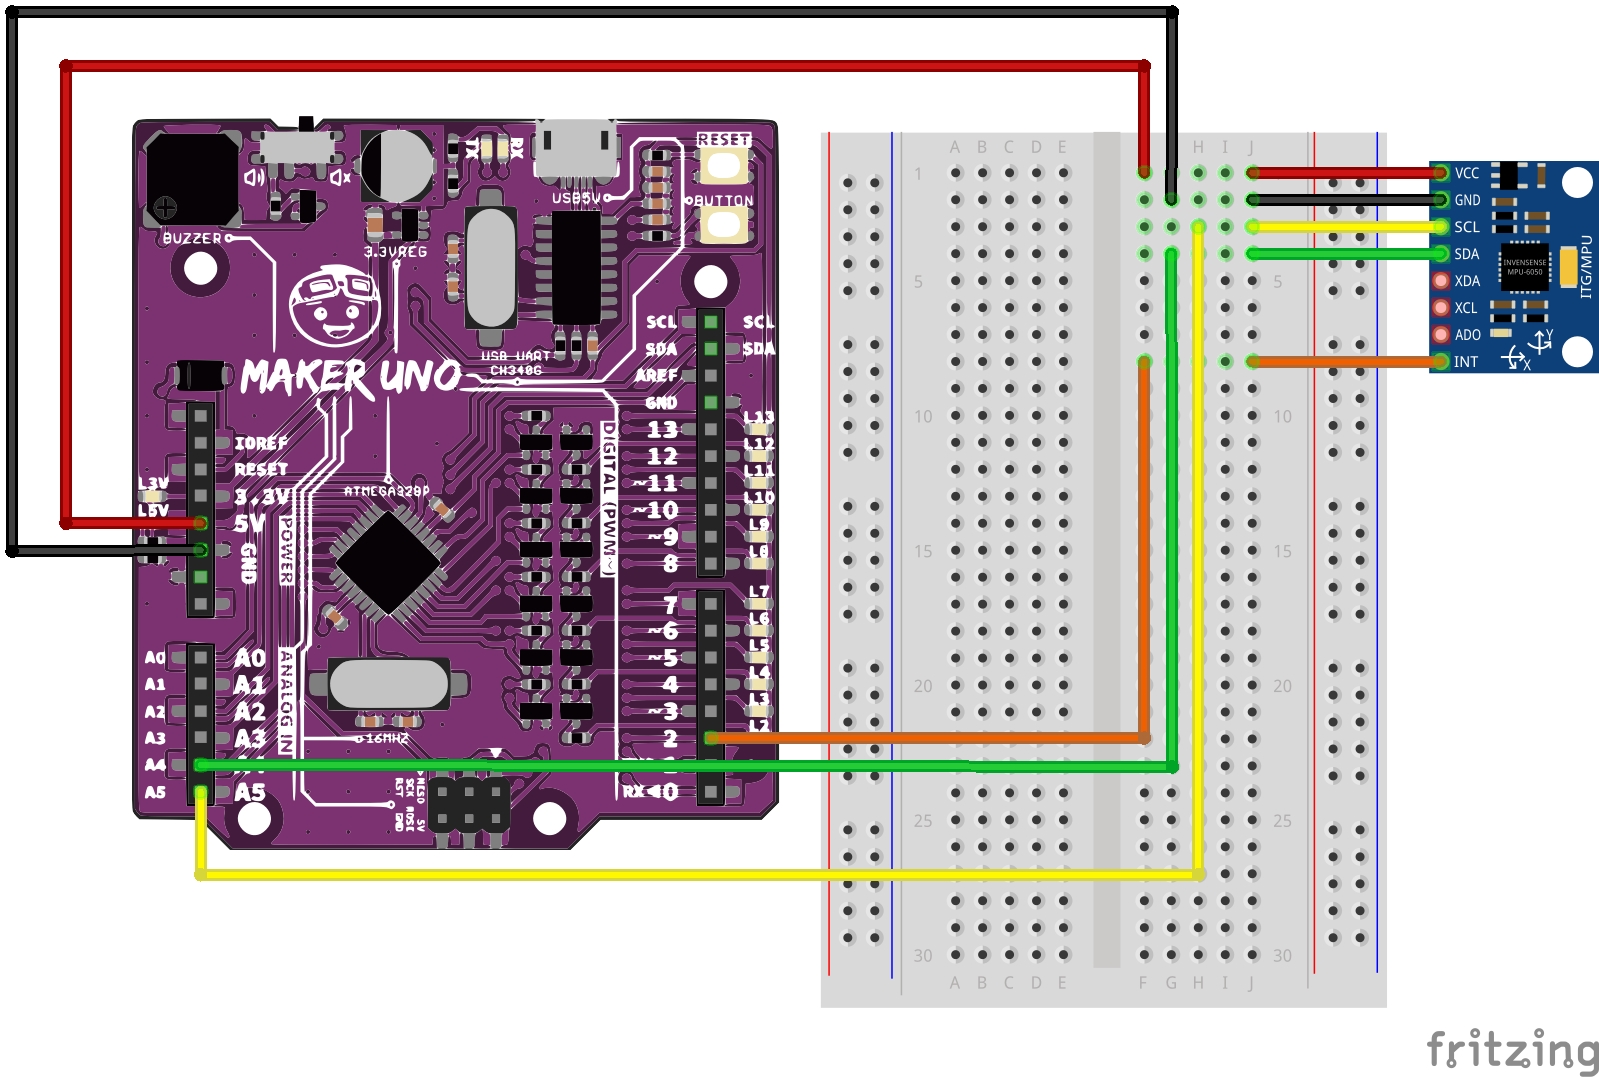 RESET
TX
RX
USB5V
BUTTON
BUZZER
3.3VREG
MAKER UNO
USB UART
CH340G
SCL
SCL
SDA
SDA
AREF
GND
13
L13
12
L12
~11
L11
~10
L10
~9
L9
8
L8
DIGITAL (PWM~)
IOREF
RESET
L3V
3.3V
L5V
5V
GND
POWER
ATMEGA328P
7
L7
~6
L6
~5
L5
4
L4
~3
L3
2
L2
RX◄0
A0
A0
A1
A1
A2
A2
A3
A3
A4
A5
A5
ANALOG IN
16MHZ
MISO
SCK
RST
5V
GND
A B C D E
H I J
1
5
5
10
10
15
15
20
20
25
25
30
30
A B C D E
F G H I J
VCC
GND
SCL
SDA
XDA
XCL
ADO
INT
INVENSENSE
MPU-6050
ITG/MPU
Y
X
fritzing